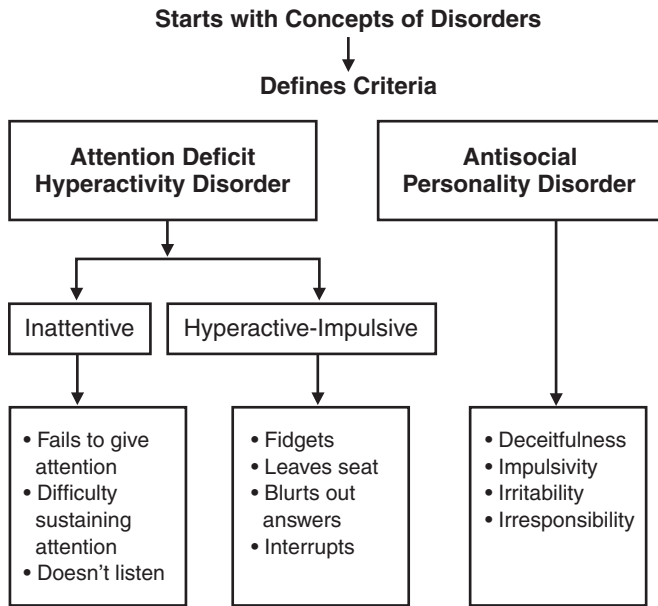 Starts with Concepts of Disorders
Defines Criteria
Attention Deficit
Hyperactivity Disorder
Antisocial
Personality Disorder
Inattentive
Hyperactive-Impulsive
• Fails to give
attention
• Difficulty
sustaining
attention
• Doesn't listen
• Fidgets
• Leaves seat
• Blurts out
answers
• Interrupts
• Deceitfulness
• Impulsivity
• Irritability
• Irresponsibility